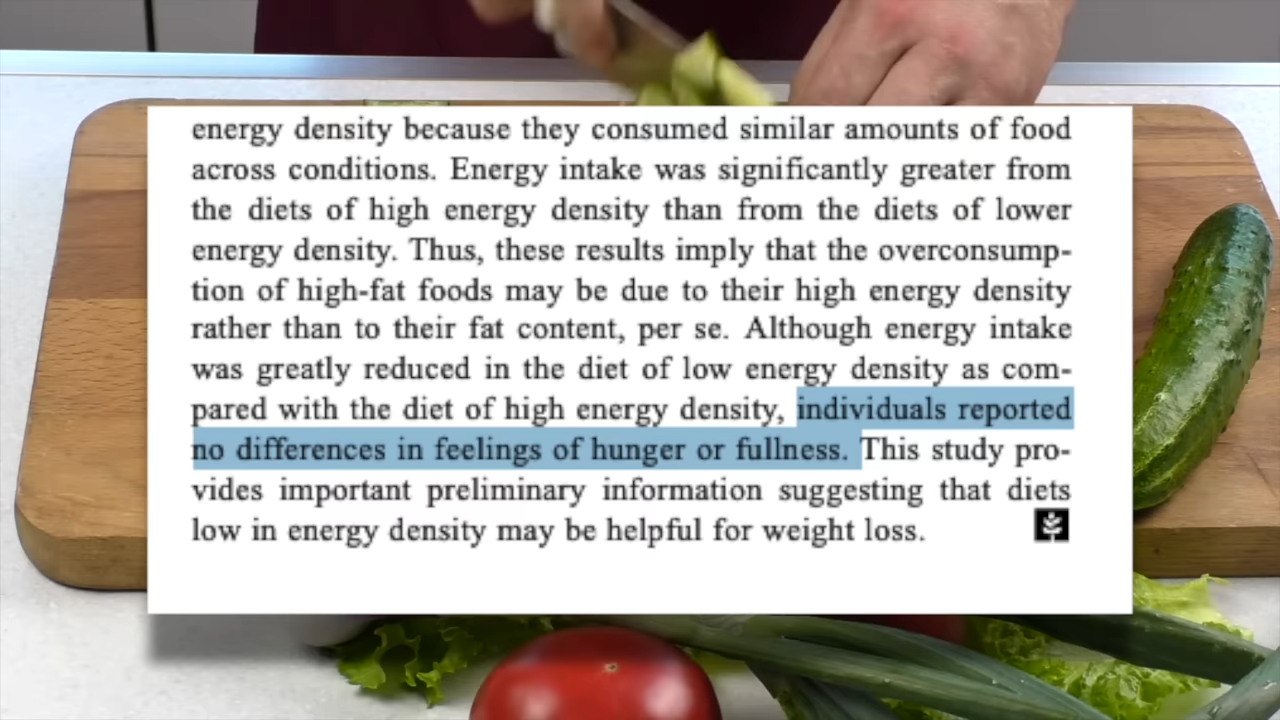 energy density because they consumed similar amounts of food
across conditions. Energy intake was significantly greater from
the diets of high energy density than from the diets of lower
energy density. Thus, these results imply that the overconsump-
tion of high-fat foods may be due to their high energy density
rather than to their fat content, per se. Although energy intake
was greatly reduced in the diet of low energy density as com-
pared with the diet of high energy density, individuals reported
no differences in feelings of hunger or fullness. This study pro-
vides important preliminary information suggesting that diets
low in energy density may be helpful for weight loss.